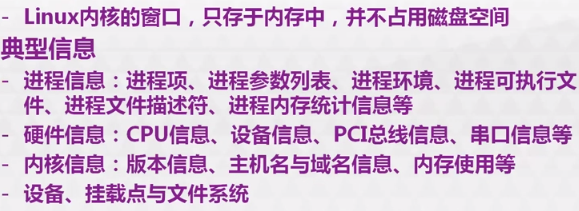 - Linux内核的窗口，只存于内存中，并不占用磁盘空间
典型信息
- 进程信息：进程项、进程参数列表、进程环境、进程可执行文
件、进程文件描述符、进程内存统计信息等
- 硬件信息：CPU信息、设备信息、PCI总线信息、串口信息等
- 内核信息：版本信息、主机名与域名信息、内存使用等
- 设备、挂载点与文件系统